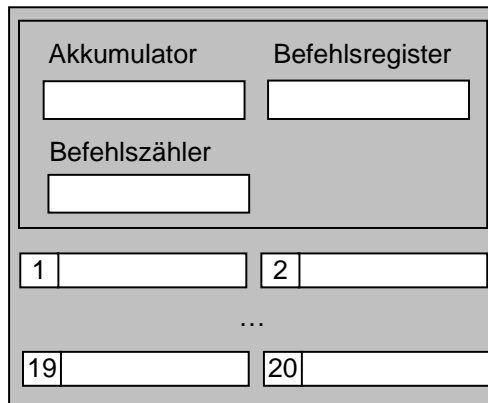 Akkumulator Befehlsregister
Befehlszähler
1 2
...
19 20